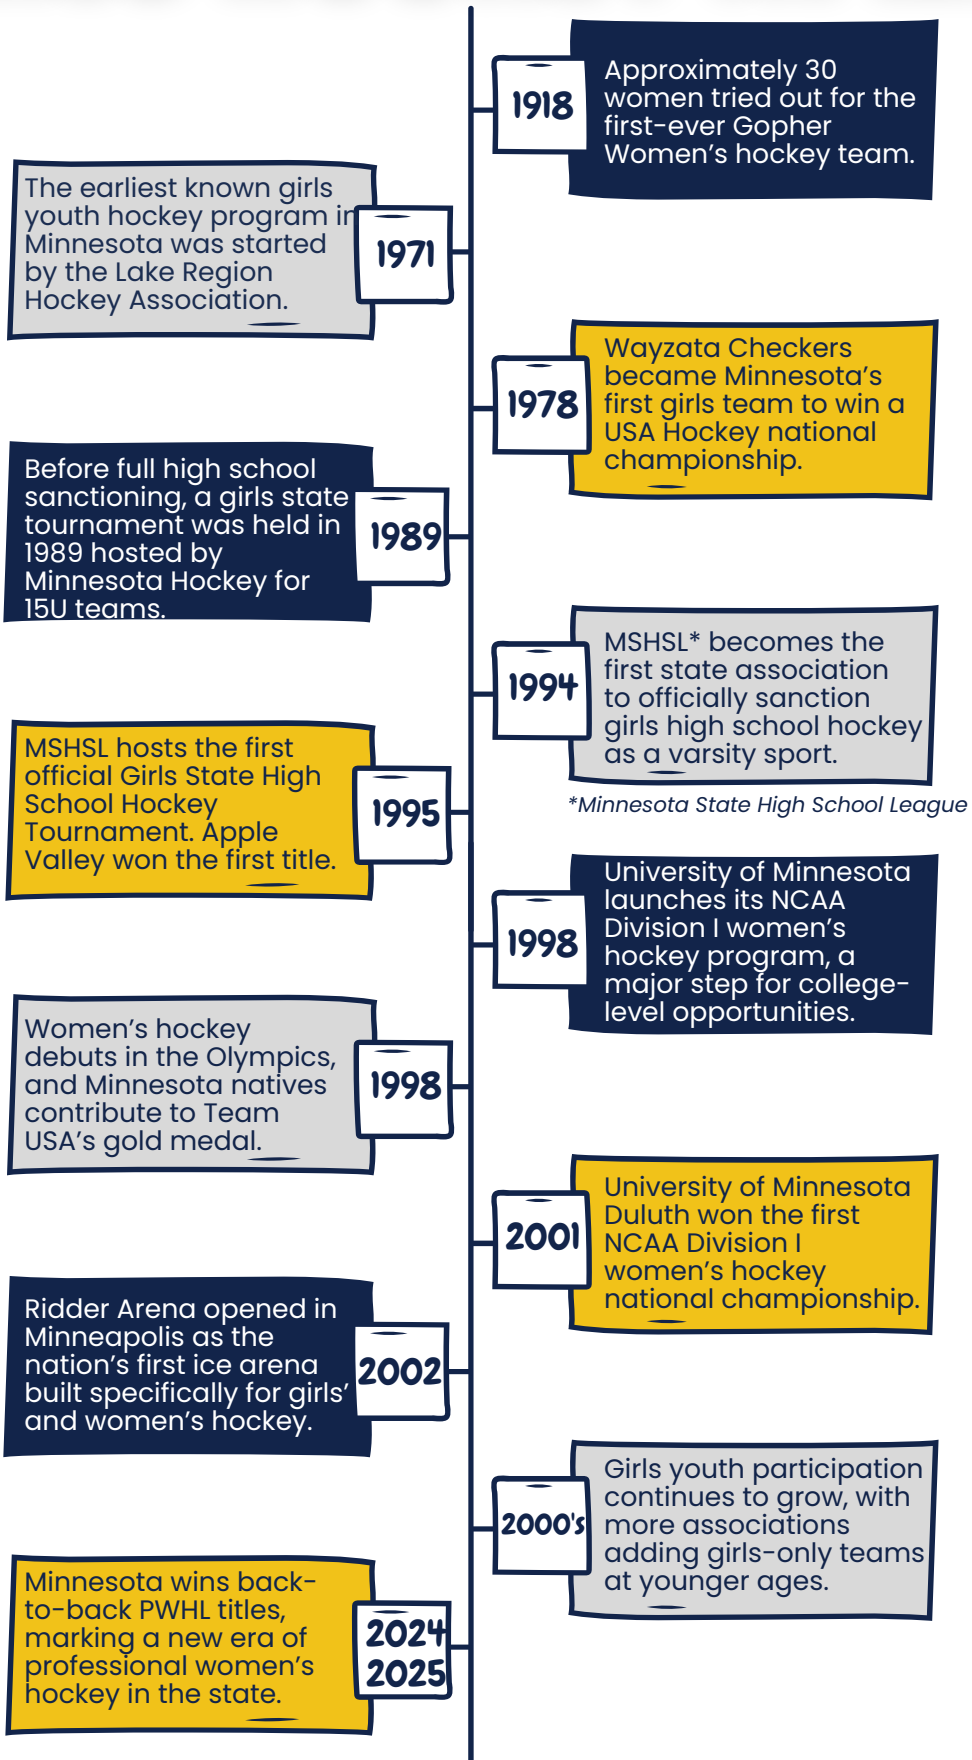 1918
Approximately 30
women tried out for the
first-ever Gopher
Women's hockey team.
The earliest known girls
youth hockey program in
Minnesota was started
by the Lake Region
Hockey Association.
1971
1978
Wayzata Checkers
became Minnesota's
first girls team to win a
USA Hockey national
championship.
Before full high school
sanctioning, a girls state
tournament was held in
1989 hosted by
Minnesota Hockey for
15U teams.
1989
1994
MSHSL* becomes the
first state association
to officially sanction
girls high school hockey
as a varsity sport.
*Minnesota State High School League
MSHSL hosts the first
official Girls State High
School Hockey
Tournament. Apple
Valley won the first title.
1995
1998
University of Minnesota
launches its NCAA
Division I women's
hockey program, a
major step for college-
level opportunities.
Women's hockey
debuts in the Olympics,
and Minnesota natives
contribute to Team
USA's gold medal.
1998
2001
University of Minnesota
Duluth won the first
NCAA Division I
women's hockey
national championship.
Ridder Arena opened in
Minneapolis as the
nation's first ice arena
built specifically for girls'
and women's hockey.
2002
2000's
Girls youth participation
continues to grow, with
more associations
adding girls-only teams
at younger ages.
Minnesota wins back-
to-back PWHL titles,
marking a new era of
professional women's
hockey in the state.
2024
2025